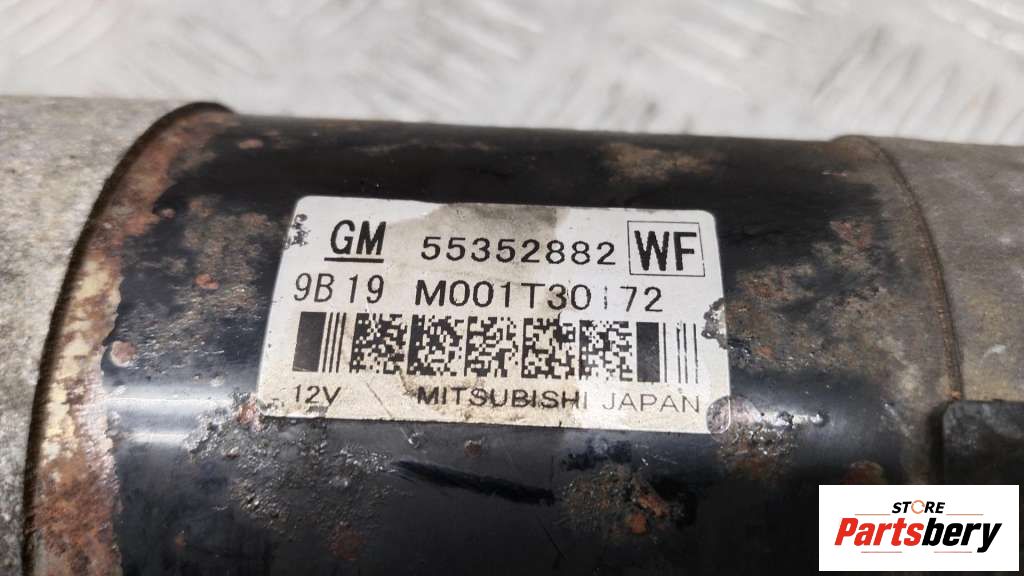 GM 55352882 WF
9B19 M001T30172
12V MITSUBISHI JAPAN
STORE
Partsbery